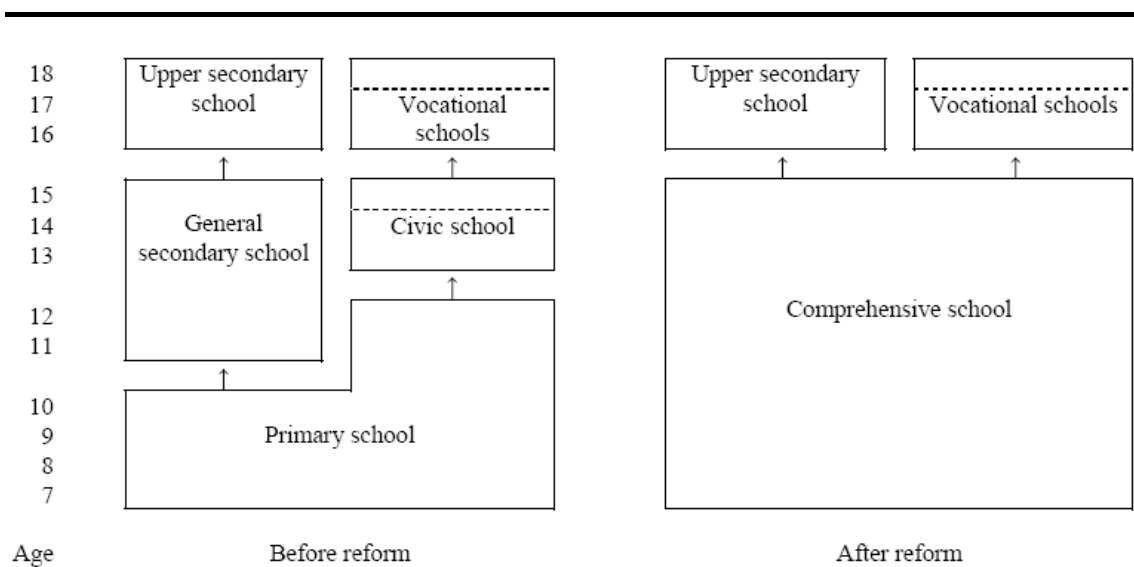 18
17
16
15
14
13
12
11
10
9
8
7
Age
Upper secondary
school
Vocational
schools
General
secondary school
Civic school
Primary school
Before reform
Upper secondary
school
Vocational schools
Comprehensive school
After reform